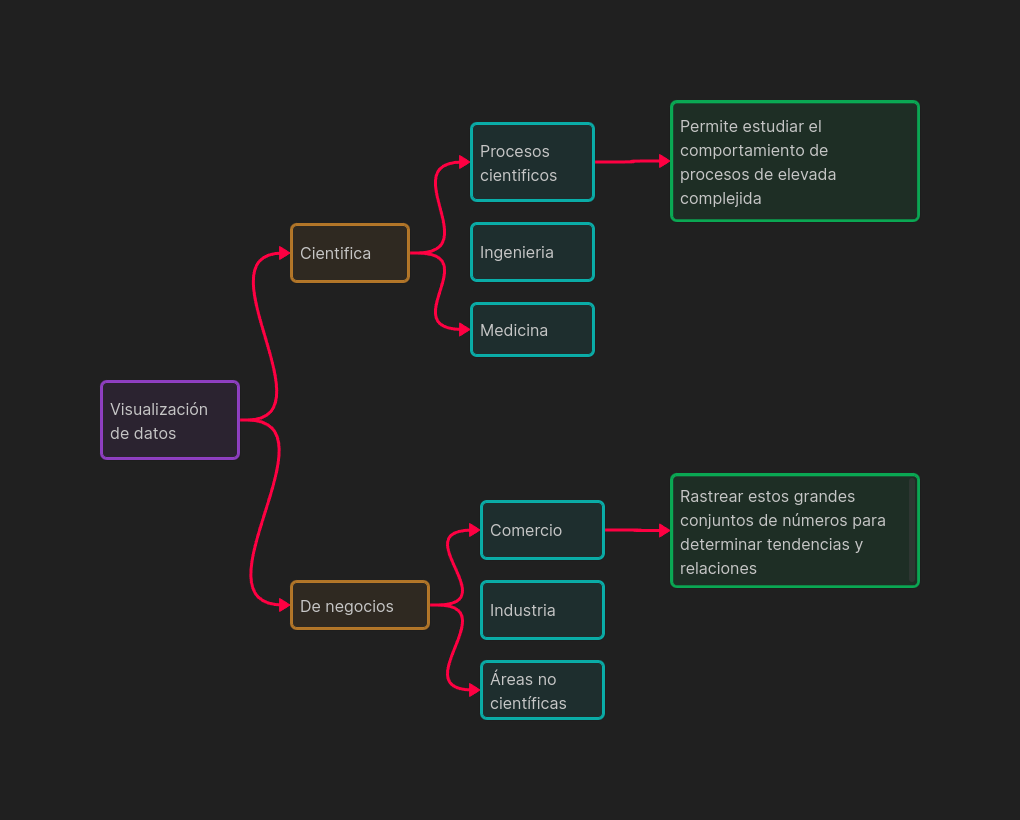 Visualización
de datos
Cientifica
Procesos
cientificos
Permite estudiar el
comportamiento de
procesos de elevada
complejida
Ingenieria
Medicina
De negocios
Comercio
Rastrear estos grandes
conjuntos de números para
determinar tendencias y
relaciones
Industria
Áreas no
científicas